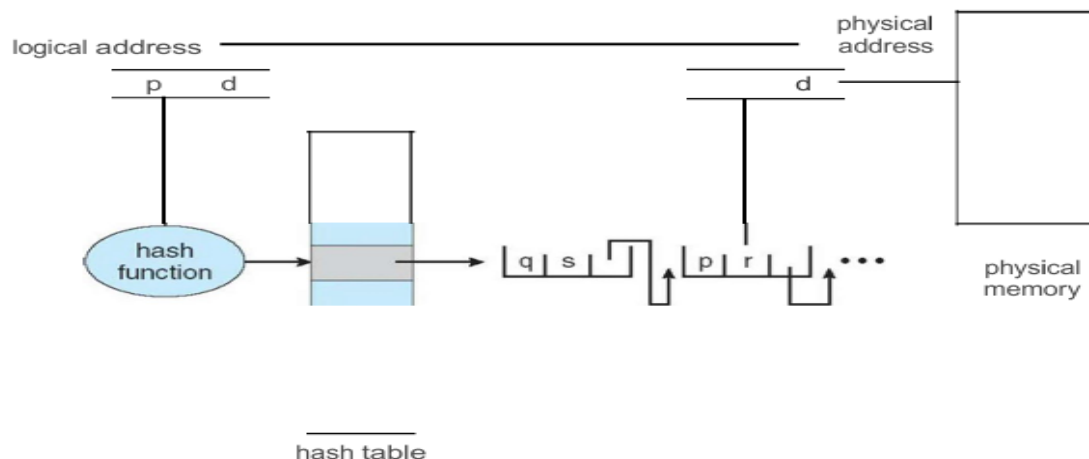 logical address
physical
address
p d
d
hash
function
q s
p r
•••
physical
memory
hash table